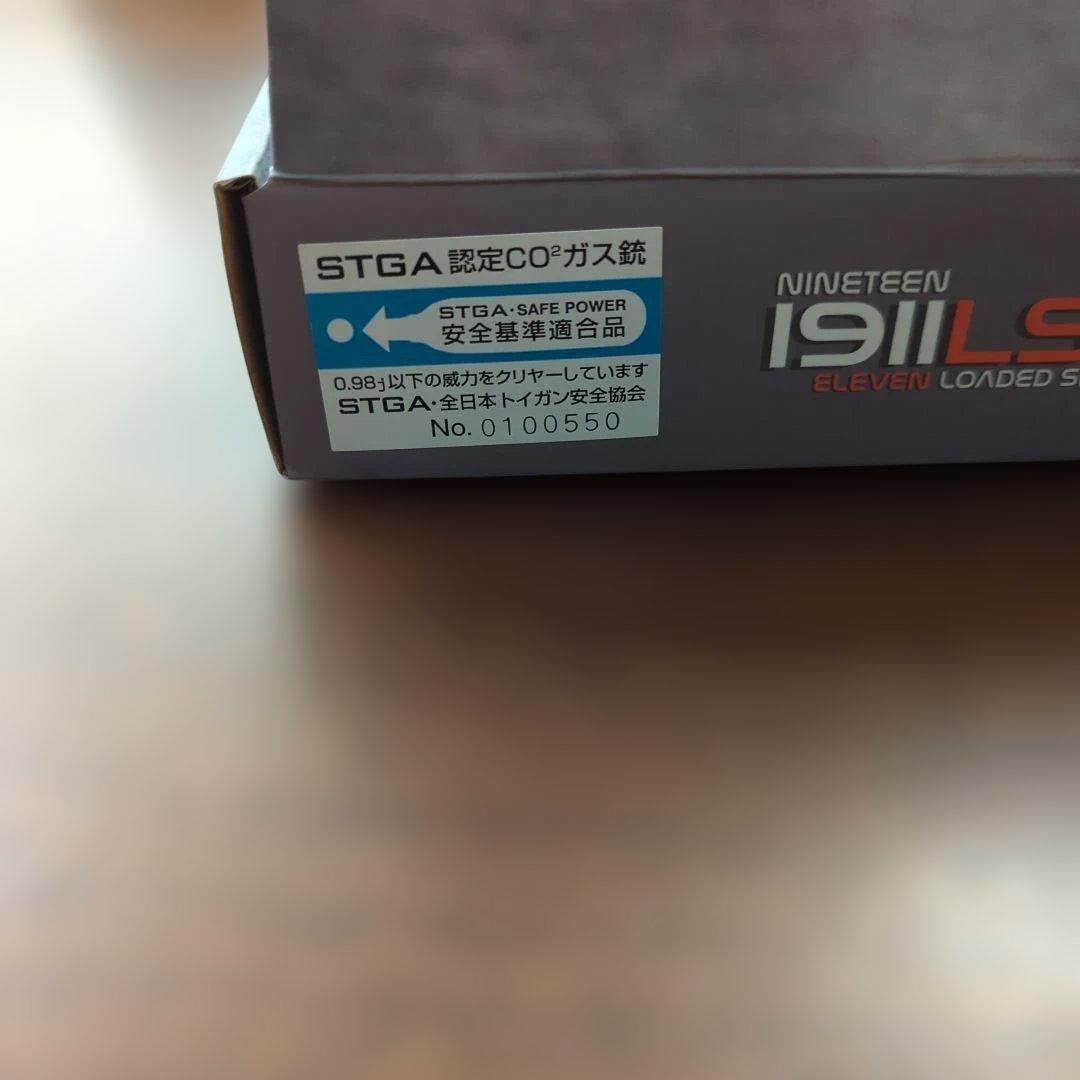 STGA 認定CO²ガス銃
STGA・SAFE POWER
安全基準適合品
0.98j以下の威力をクリヤーしています
STGA・全日本トイガン安全協会
No. 0100550
NINETEEN
1911LS
ELEVEN LOADED